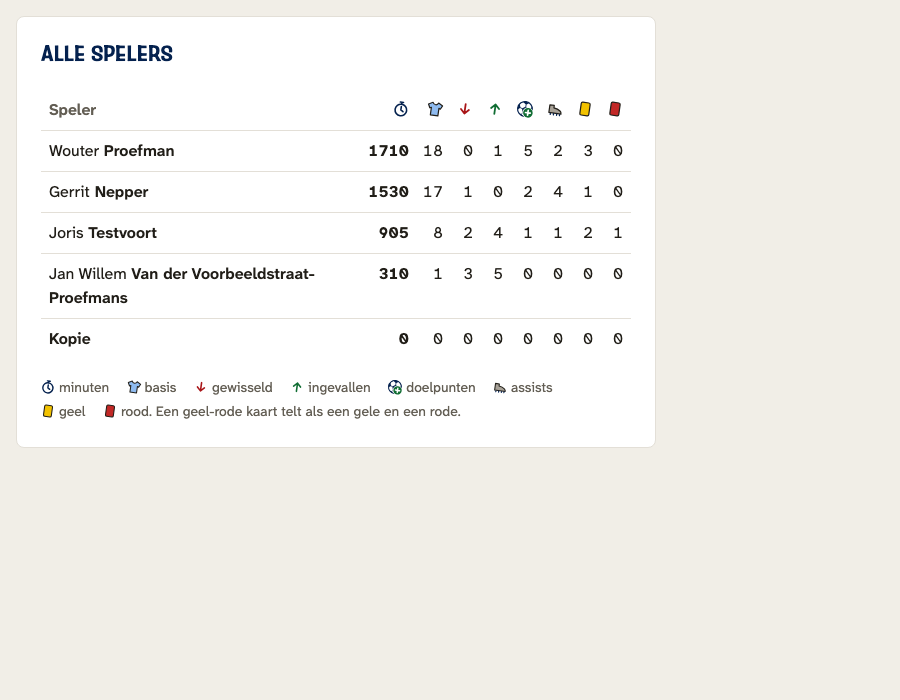 ALLE SPELERS
Speler
Wouter Proefman 1710 18 0 1 5 2 3 0
Gerrit Nepper 1530 17 1 0 2 4 1 0
Joris Testvoort 905 8 2 4 1 1 2 1
Jan Willem Van der Voorbeeldstraat- 310 1 3 5 0 0 0 0
Proefmans
Kopie 0 0 0 0 0 0 0 0
minuten basis gewisseld ingevallen doelpunten assists
geel rood. Een geel-rode kaart telt als een gele en een rode.